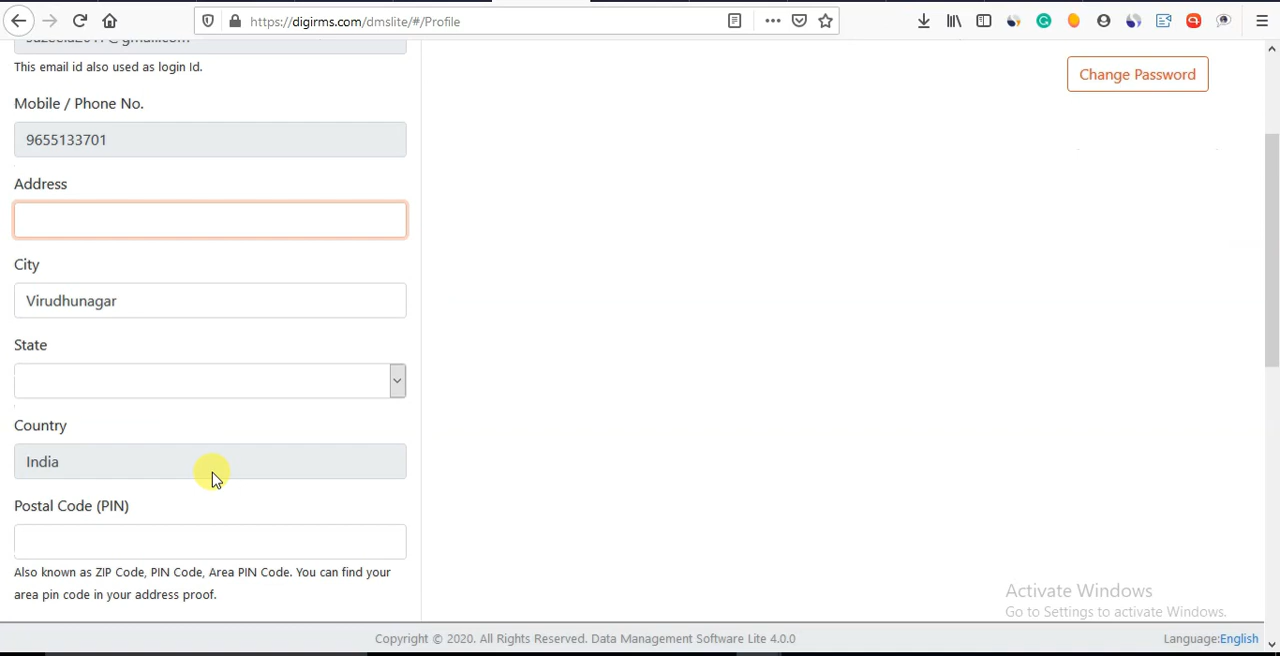 https://digirms.com/dmslite/#/Profile
This email id also used as login Id.
Change Password
Mobile / Phone No.
9655133701
Address
City
Virudhunagar
State
Country
India
Postal Code (PIN)
Also known as ZIP Code, PIN Code, Area PIN Code. You can find your
area pin code in your address proof.
Activate Windows
Go to Settings to activate Windows.
Copyright © 2020. All Rights Reserved. Data Management Software Lite 4.0.0
Language:English